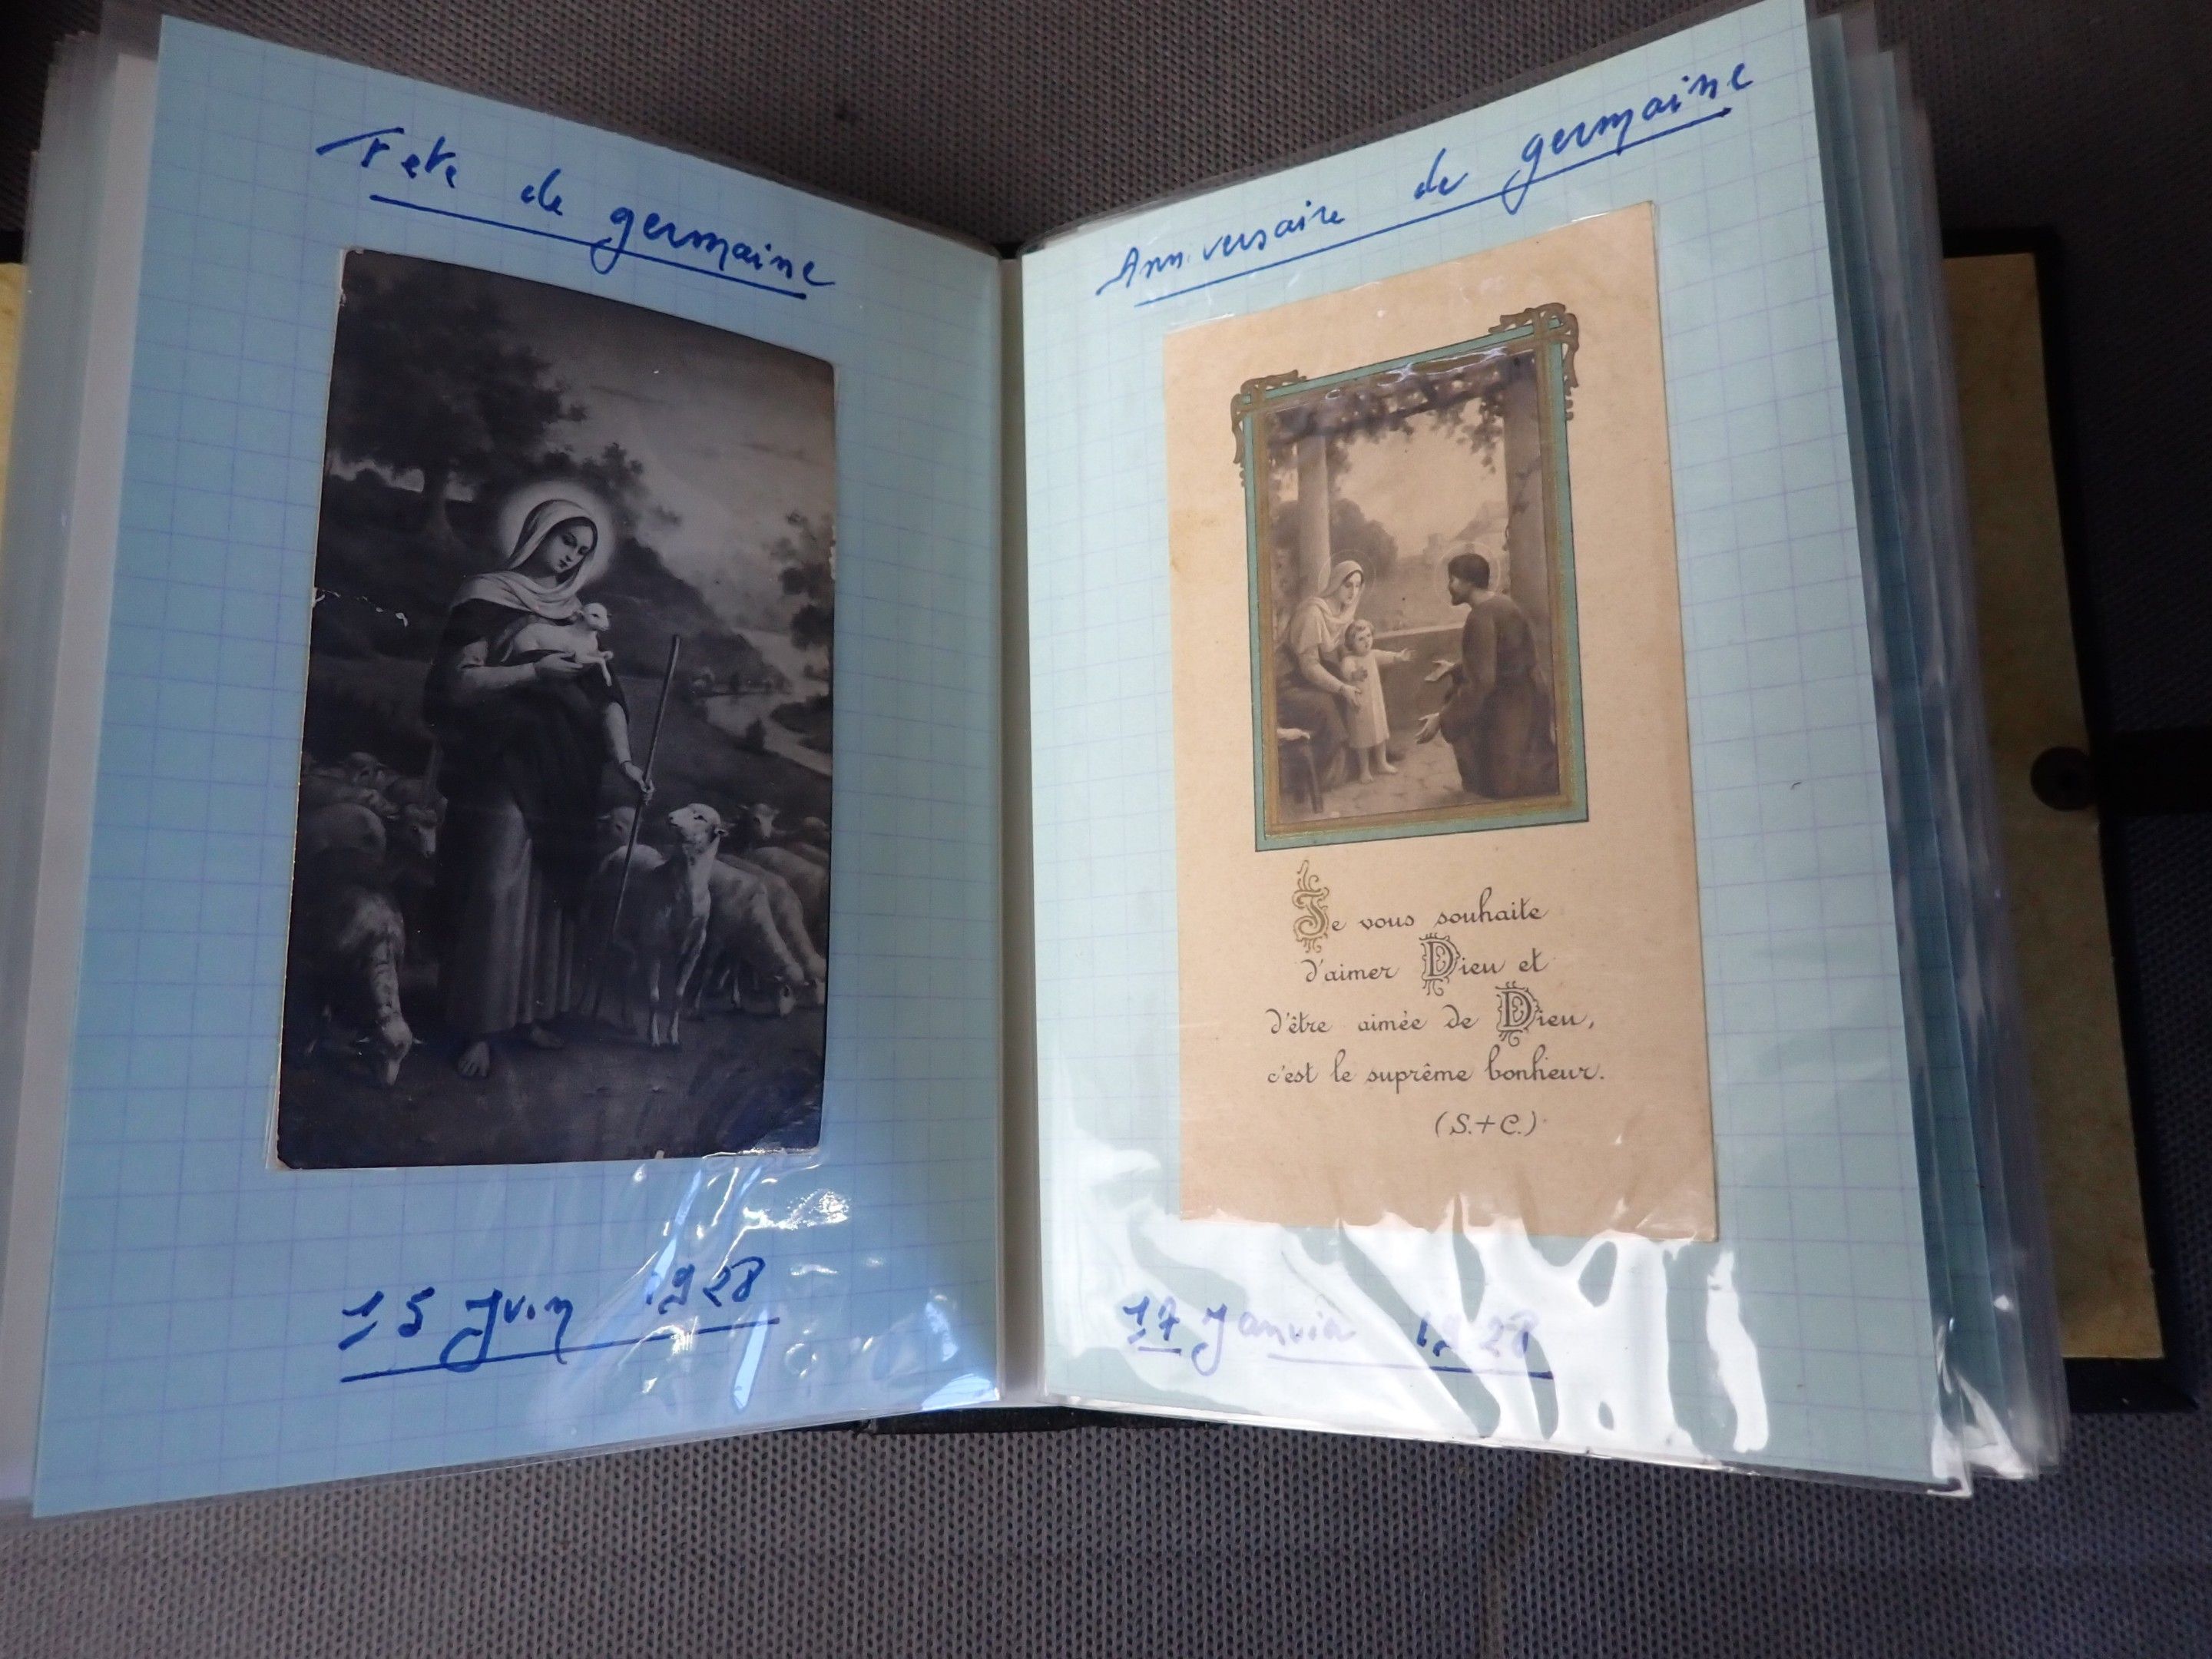 Fete de germaine
15 Juin 1928
Anniversaire de germaine
Je vous souhaite
d'aimer Dieu et
d'être aimée de Dieu,
c'est le suprême bonheur.
(S.+C.)
17 Janvier 1928